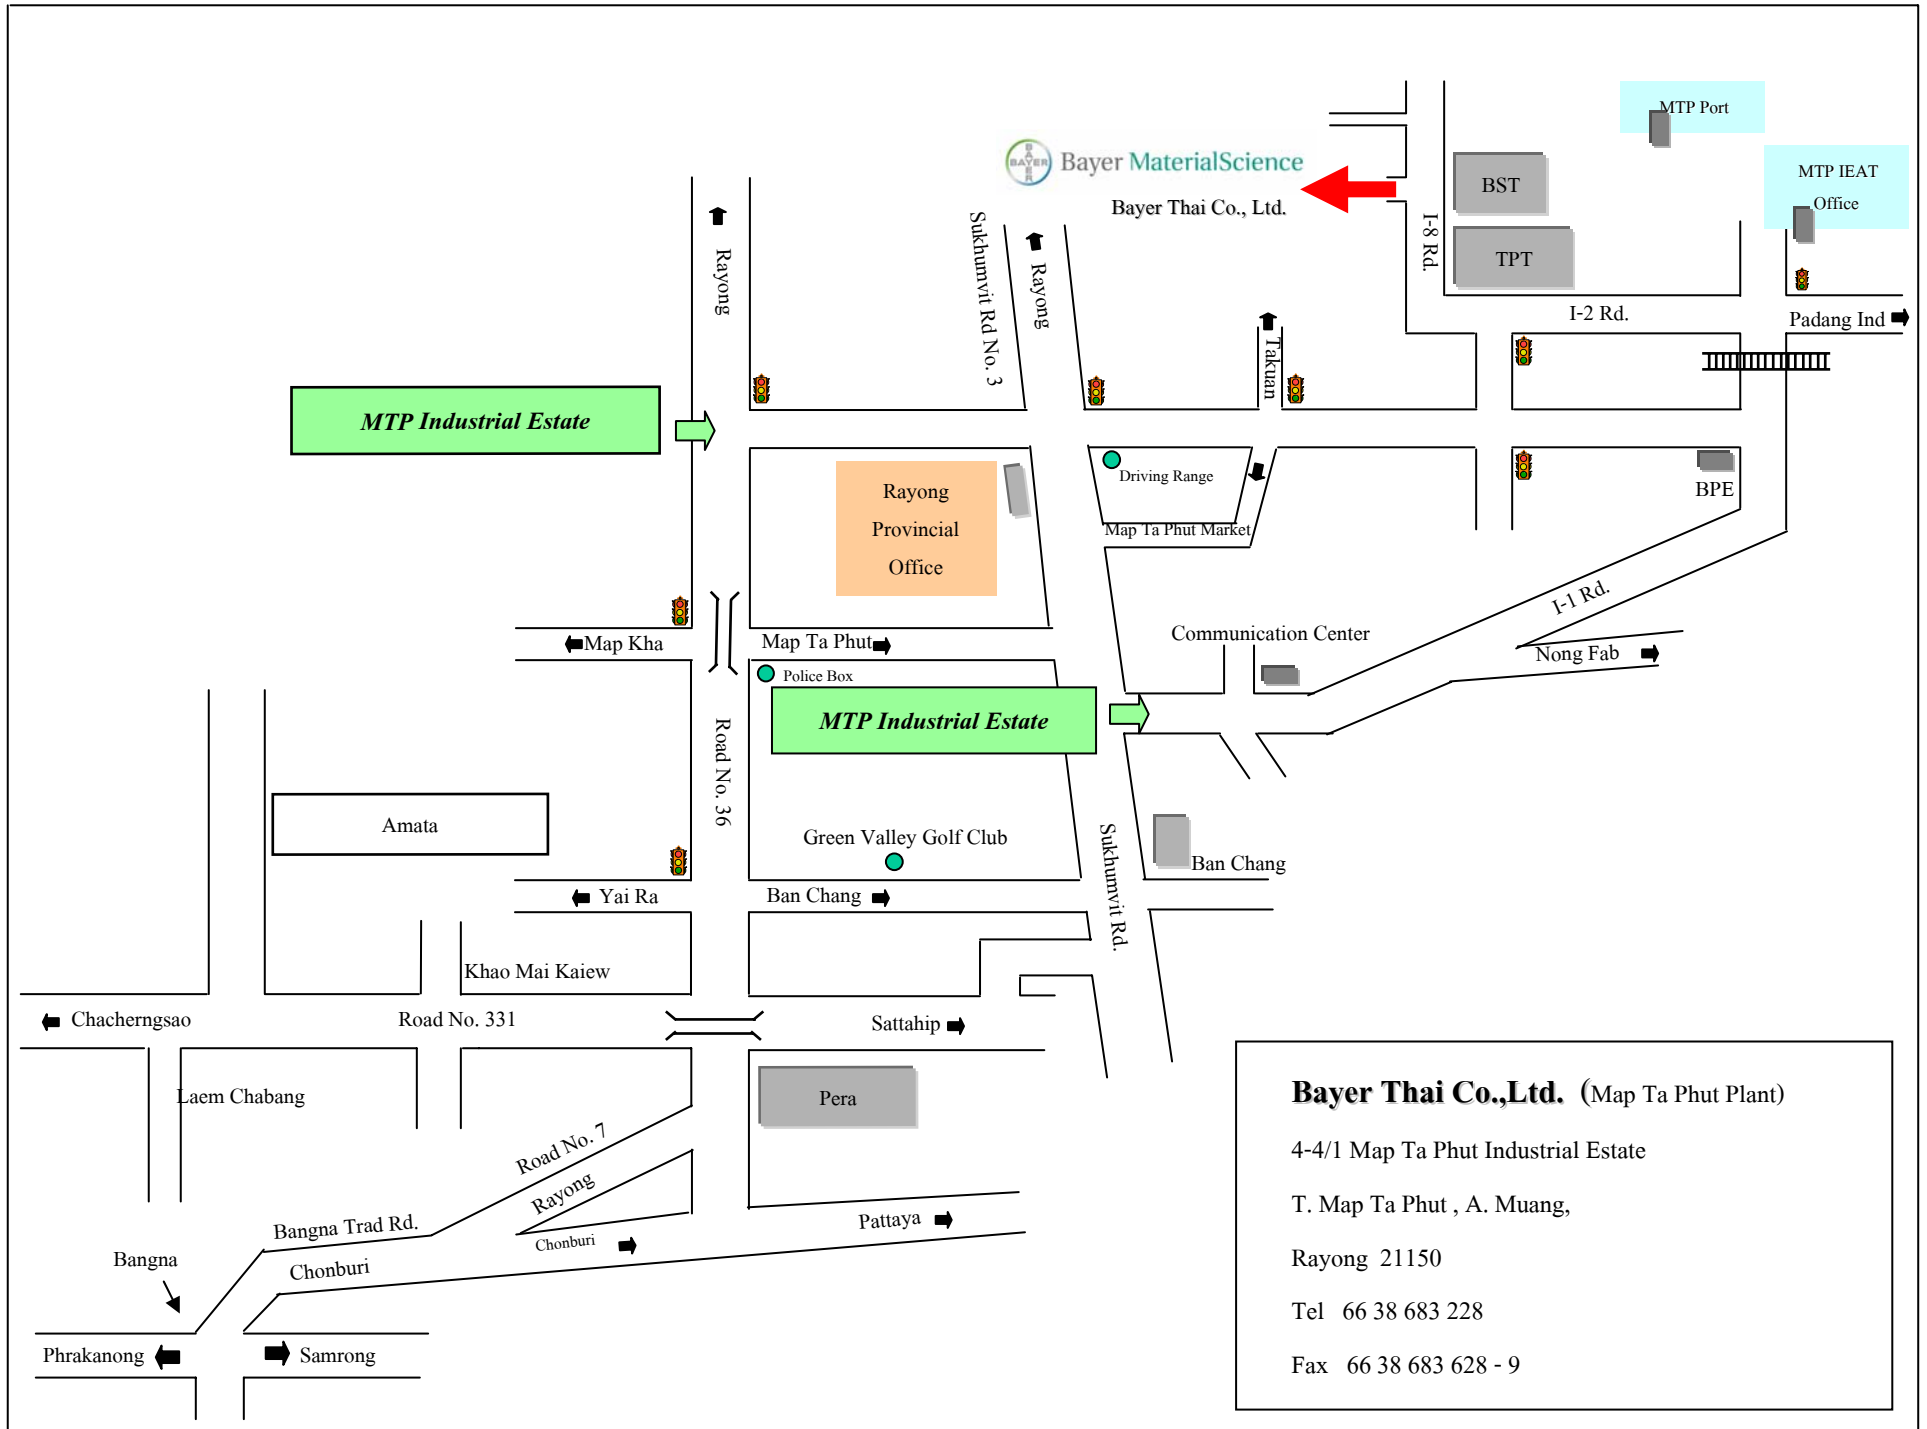 MTP Port
BAYER
BAYER
Bayer MaterialScience
Bayer Thai Co., Ltd.
BST
MTP IEAT
Office
I-8 Rd.
TPT
Rayong
Sukhumvit Rd No. 3
Rayong
I-2 Rd.
Padang Ind
Takuan
MTP Industrial Estate
Driving Range
Rayong
Provincial
Office
BPE
Map Ta Phut Market
I-1 Rd.
Map Kha
Map Ta Phut
Communication Center
Nong Fab
Police Box
MTP Industrial Estate
Road No. 36
Amata
Green Valley Golf Club
Sukhumvit Rd.
Ban Chang
Yai Ra
Ban Chang
Khao Mai Kaiew
Chacherngsao
Road No. 331
Sattahip
Laem Chabang
Pera
Road No. 7
Rayong
Bangna Trad Rd.
Pattaya
Chonburi
Bangna
Chonburi
Phrakanong
Samrong
Bayer Thai Co.,Ltd. (Map Ta Phut Plant)
4-4/1 Map Ta Phut Industrial Estate
T. Map Ta Phut , A. Muang,
Rayong 21150
Tel 66 38 683 228
Fax 66 38 683 628 - 9